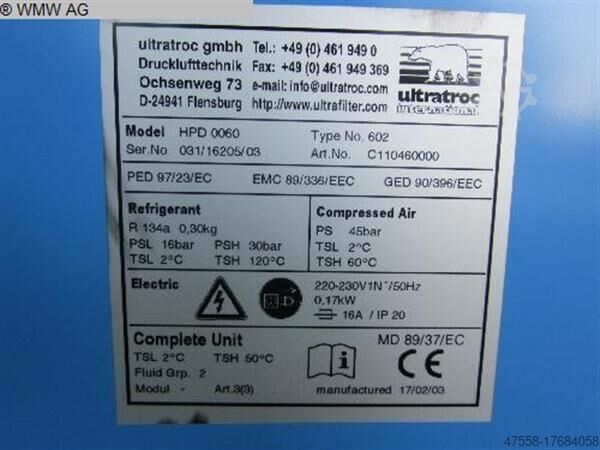 ® WMW AG
ultratroc gmbh Tel.: +49 (0) 461 949 0
Drucklufttechnik Fax: +49 (0) 461 949 369
Ochsenweg 73 e-mail: info@ultratroc.com
D-24941 Flensburg http://www.ultrafilter.com
ultratroc
international
Model HPD 0060 Type No. 602
Ser.No 031/16205/03 Art.No. C110460000
PED 97/23/EC EMC 89/336/EEC GED 90/396/EEC
Refrigerant
R 134a 0,30kg
PSL 16bar PSH 30bar
TSL 2°C TSH 120°C
Compressed Air
PS 45bar
TSL 2°C
TSH 60°C
Electric 220-230V1N~/50Hz
0,17kW
16A / IP 20
Complete Unit
TSL 2°C TSH 50°C
Fluid Grp. 2
Modul - Art.3(3)
MD 89/37/EC
i CE
manufactured 17/02/03
47558-17684058